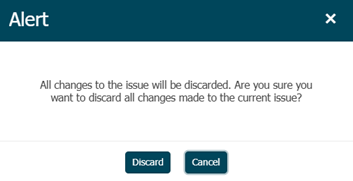 Alert
All changes to the issue will be discarded. Are you sure you
want to discard all changes made to the current issue?
Discard
Cancel